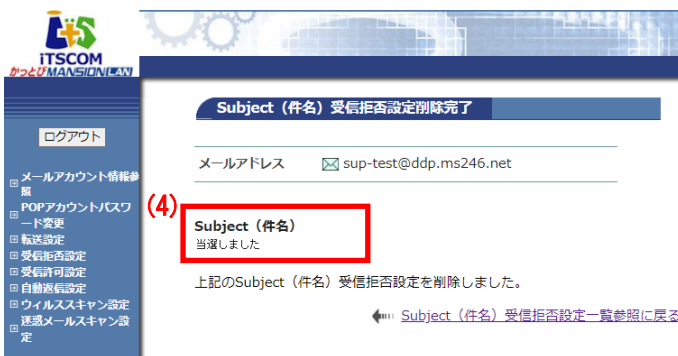 iTSCOM
かっとびMANSIONLAN
Subject（件名）受信拒否設定削除完了
ログアウト
メールアドレス sup-test@ddp.ms246.net
メールアカウント情報参
照
POPアカウントパスワ
ード変更
転送設定
受信拒否設定
受信許可設定
自動返信設定
ウィルススキャン設定
迷惑メールスキャン設
定
(4)
Subject（件名）
当選しました
上記のSubject（件名）受信拒否設定を削除しました。
Subject（件名）受信拒否設定一覧参照に戻る